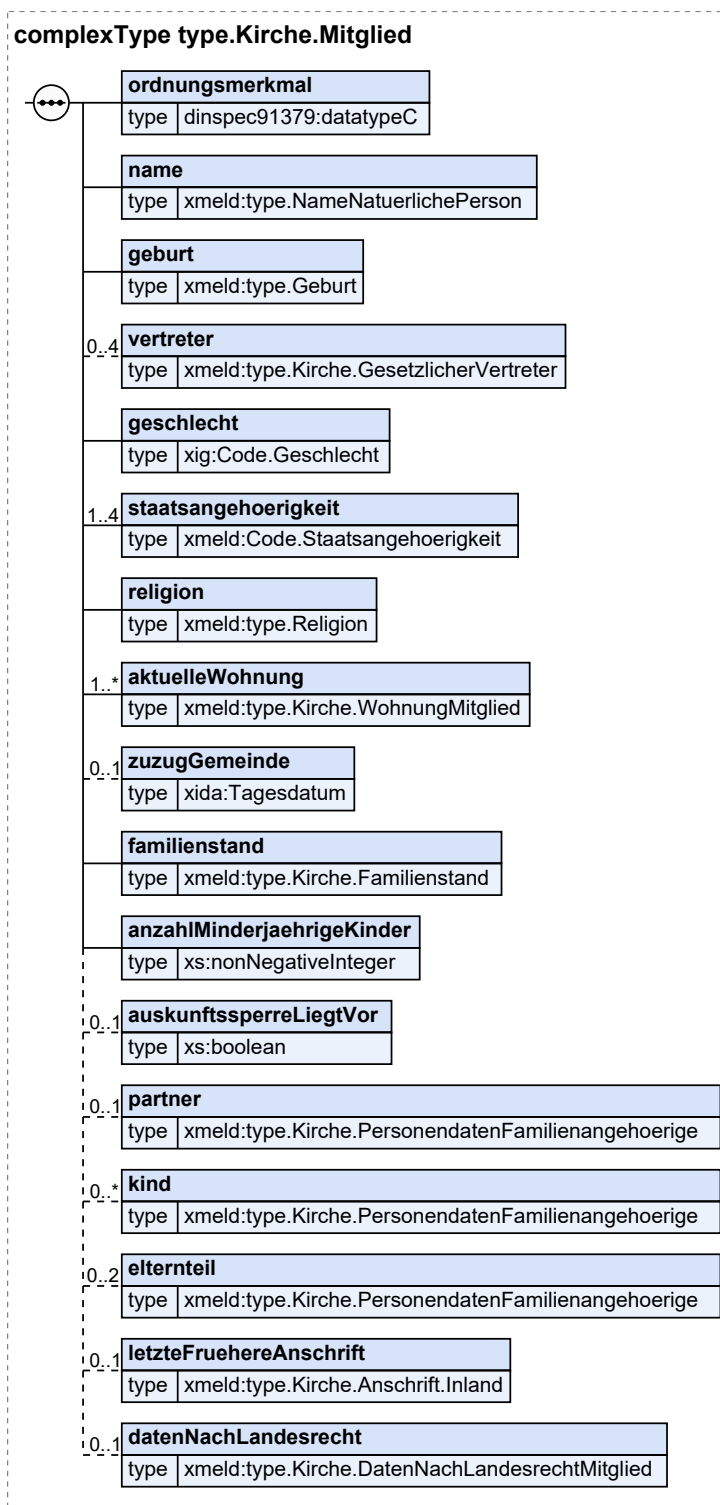 complexType type.Kirche.Mitglied
ordnungsmerkmal
type dinspec91379:datatypeC
name
type xmeld:type.NameNatuerlichePerson
geburt
type xmeld:type.Geburt
0..4 vertreter
type xmeld:type.Kirche.GesetzlicherVertreter
geschlecht
type xig:Code.Geschlecht
1..4 staatsangehoerigkeit
type xmeld:Code.Staatsangehoerigkeit
religion
type xmeld:type.Religion
1..* aktuelleWohnung
type xmeld:type.Kirche.WohnungMitglied
0..1 zuzugGemeinde
type xida:Tagesdatum
familienstand
type xmeld:type.Kirche.Familienstand
anzahlMinderjaehrigeKinder
type xs:nonNegativeInteger
0..1 auskunftssperreLiegtVor
type xs:boolean
0..1 partner
type xmeld:type.Kirche.PersonendatenFamilienangehoerige
0..* kind
type xmeld:type.Kirche.PersonendatenFamilienangehoerige
0..2 elternteil
type xmeld:type.Kirche.PersonendatenFamilienangehoerige
0..1 letzteFruehereAnschrift
type xmeld:type.Kirche.Anschrift.Inland
0..1 datenNachLandesrecht
type xmeld:type.Kirche.DatenNachLandesrechtMitglied